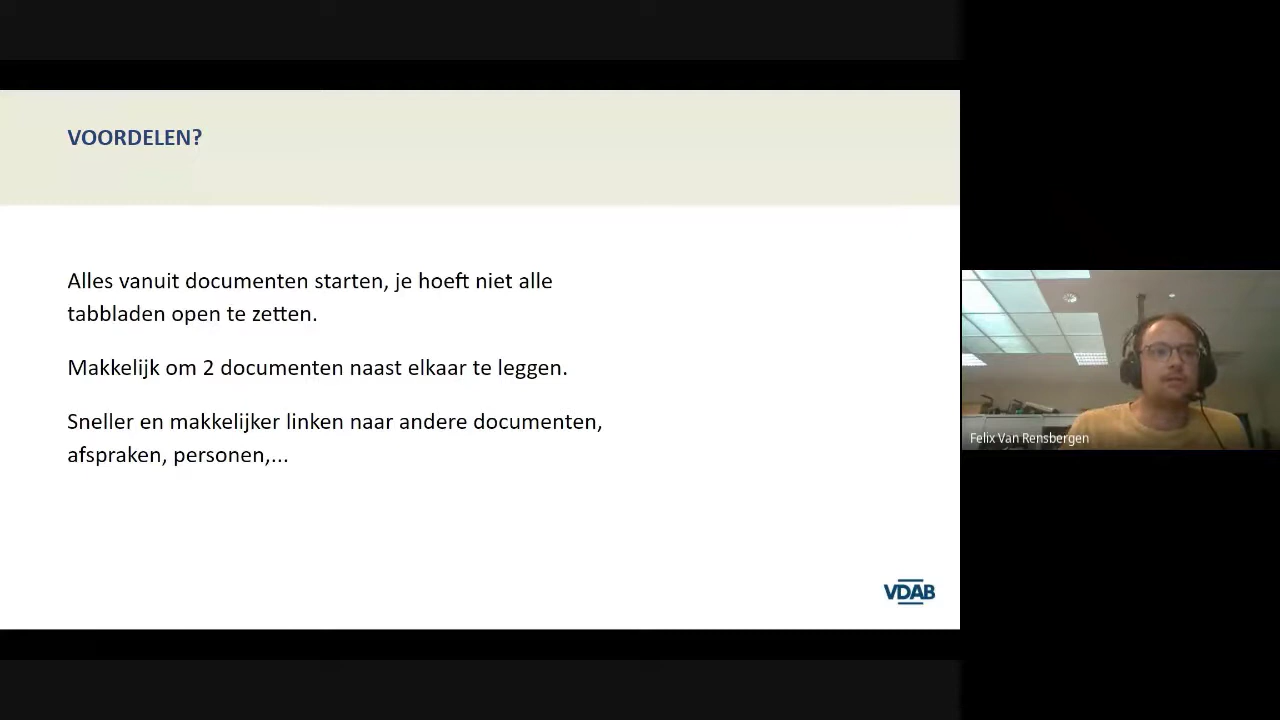 VOORDELEN?
Alles vanuit documenten starten, je hoeft niet alle
tabbladen open te zetten.
Makkelijk om 2 documenten naast elkaar te leggen.
Sneller en makkelijker linken naar andere documenten,
afspraken, personen,...
VDAB
Felix Van Rensbergen